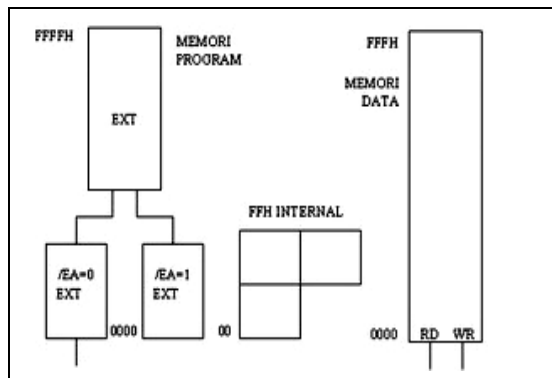 FFFFH
MEMORI
PROGRAM
EXT
/EA=0
EXT
0000
/EA=1
EXT
FFH INTERNAL
00
FFFH
MEMORI
DATA
0000
RD WR